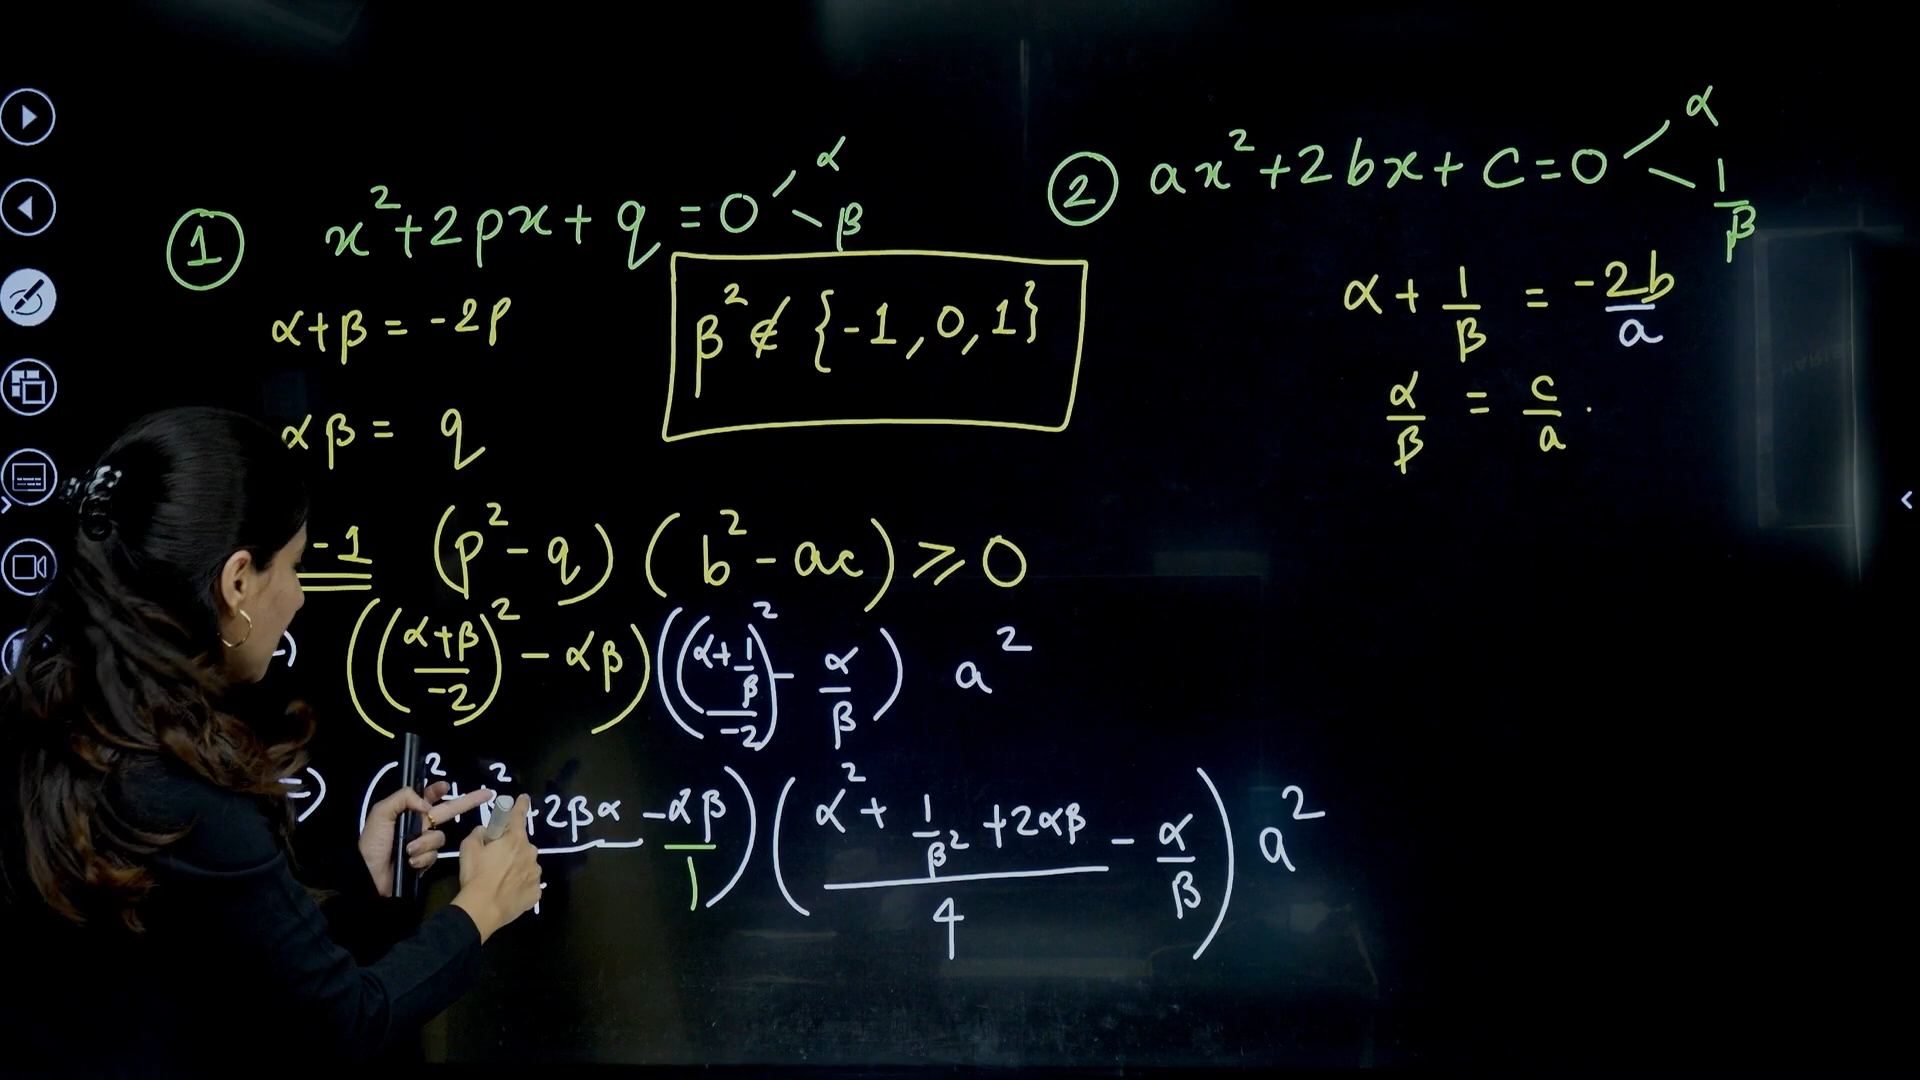 ① x²+2px+q=0 α β
② ax²+2bx+c=0 α 1/β
α+β=-2p
β²∉{-1,0,1}
α+1/β=-2b/a
αβ=q
α/β=c/a.
-1 (p²-q)(b²-ac)≥0
(((α+β)/-2)²-αβ)(((α+1/β)/-2)²-α/β) a²
⇒ ²+β²+2βα -αβ/1)((α²+1/β²+2αβ)/4-α/β) a²